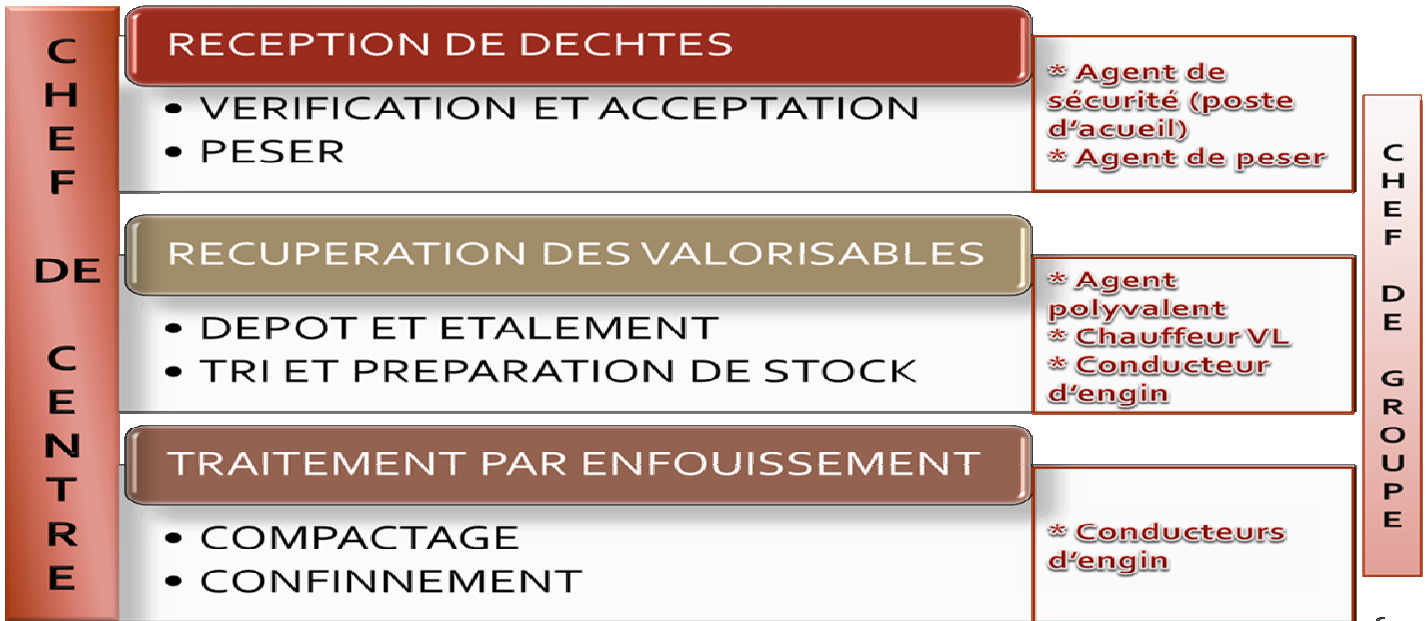 CHEF DE CENTRE
RECEPTION DE DECHTES
• VERIFICATION ET ACCEPTATION
• PESER
* Agent de
sécurité (poste
d'acueil)
* Agent de peser
RECUPERATION DES VALORISABLES
• DEPOT ET ETALEMENT
• TRI ET PREPARATION DE STOCK
* Agent
polyvalent
* Chauffeur VL
* Conducteur
d'engin
TRAITEMENT PAR ENFOUISSEMENT
• COMPACTAGE
• CONFINNEMENT
* Conducteurs
d'engin
CHEF DE GROUPE